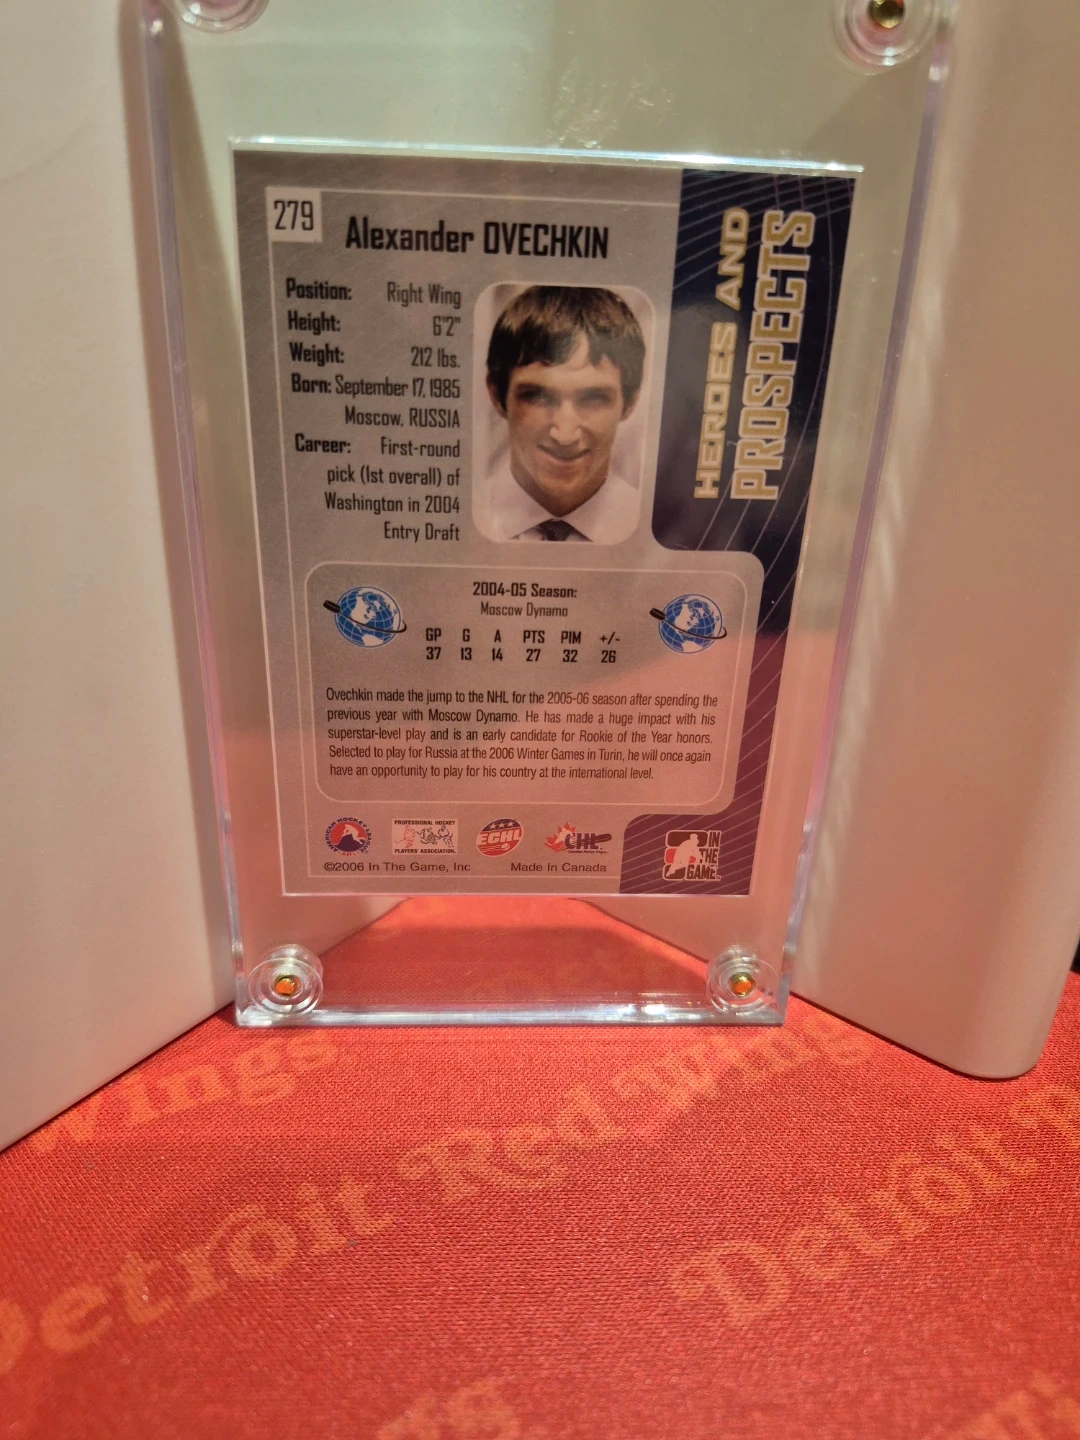 279
Alexander OVECHKIN
HEROES AND
PROSPECTS
Position: Right Wing
Height: 6'2"
Weight: 212 lbs.
Born: September 17, 1985
Moscow, RUSSIA
Career: First-round
pick (1st overall) of
Washington in 2004
Entry Draft
2004-05 Season:
Moscow Dynamo
GP G A PTS PIM +/-
37 13 14 27 32 26
Ovechkin made the jump to the NHL for the 2005-06 season after spending the
previous year with Moscow Dynamo. He has made a huge impact with his
superstar-level play and is an early candidate for Rookie of the Year honors.
Selected to play for Russia at the 2006 Winter Games in Turin, he will once again
have an opportunity to play for his country at the international level.
AMERICAN HOCKEY LEAGUE
PROFESSIONAL HOCKEY
PLAYERS' ASSOCIATION
ECHL
CHL
IN
THE
GAME
©2006 In The Game, Inc Made In Canada
Wings
Detroit Red Wings
Detroit